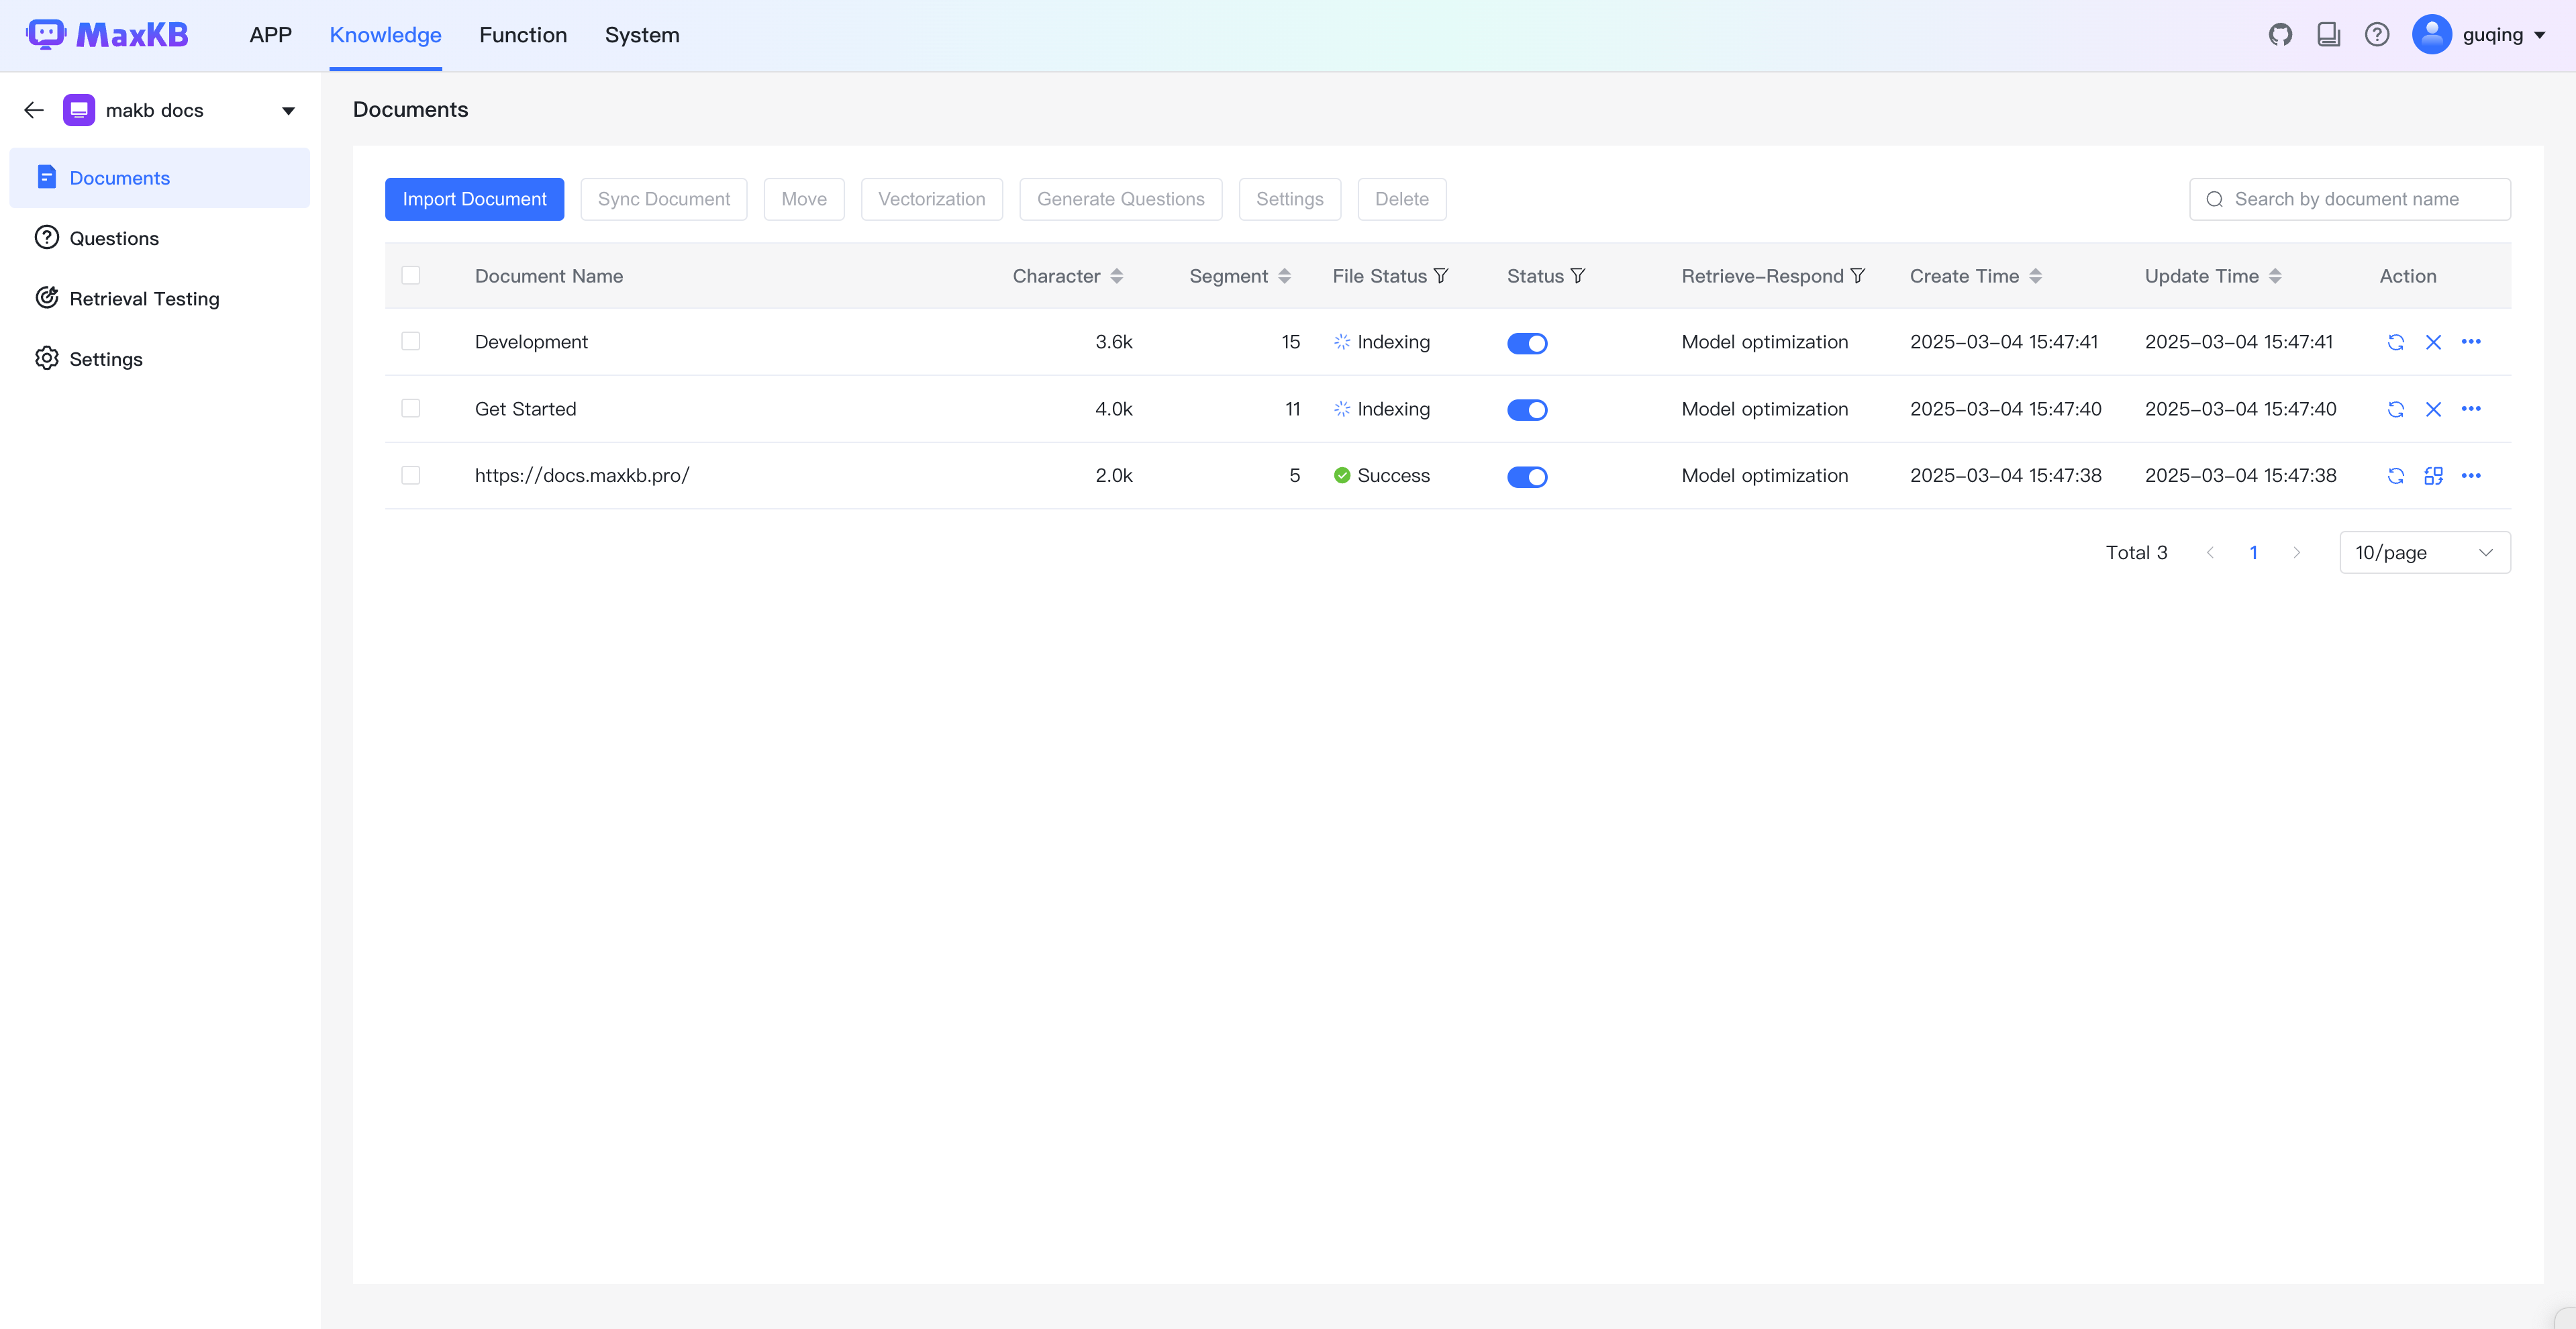 MaxKB APP Knowledge Function System guqing
makb docs
Documents
Questions
Retrieval Testing
Settings
Documents
Import Document Sync Document Move Vectorization Generate Questions Settings Delete Search by document name
Document Name Character Segment File Status Status Retrieve-Respond Create Time Update Time Action
Development 3.6k 15 Indexing Model optimization 2025-03-04 15:47:41 2025-03-04 15:47:41
Get Started 4.0k 11 Indexing Model optimization 2025-03-04 15:47:40 2025-03-04 15:47:40
https://docs.maxkb.pro/ 2.0k 5 Success Model optimization 2025-03-04 15:47:38 2025-03-04 15:47:38
Total 3 1 10/page